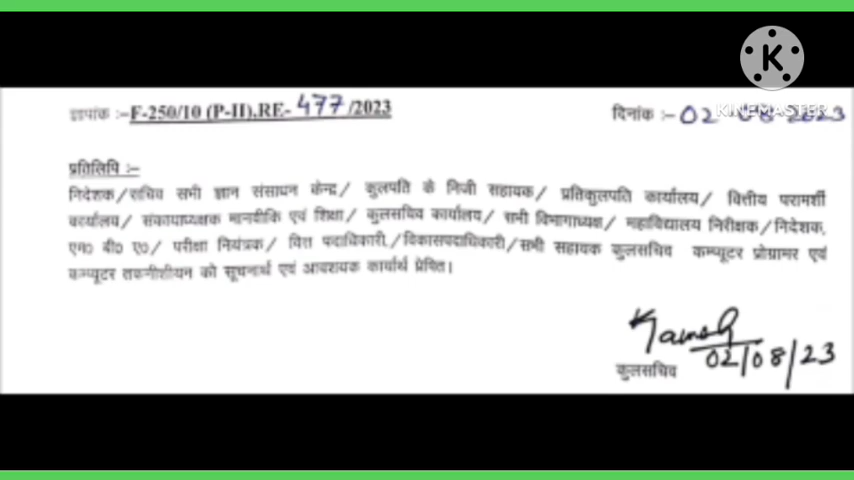 K
KINEMASTER
ज्ञापांक :–F-250/10 (P-II),RE- 477 /2023
दिनांक :– 02-08-2023
प्रतिलिपि :–
निदेशक/सचिव सभी ज्ञान संसाधन केन्द्र/ कुलपति के निजी सहायक/ प्रतिकुलपति कार्यालय/ वित्तीय परामर्शी
कार्यालय/ संकायाध्यक्षक मानवीकि एवं शिक्षा/ कुलसचिव कार्यालय/ सभी विभागाध्यक्ष/ महाविद्यालय निरीक्षक/निदेशक,
एम० बी० ए०/ परीक्षा नियंत्रक/ वित्त पदाधिकारी/विकासपदाधिकारी/सभी सहायक कुलसचिव कम्प्यूटर प्रोग्रामर एवं
कम्प्यूटर तकनीशीयन को सूचनार्थ एवं आवश्यक कार्यार्थ प्रेषित।
02/08/23
कुलसचिव